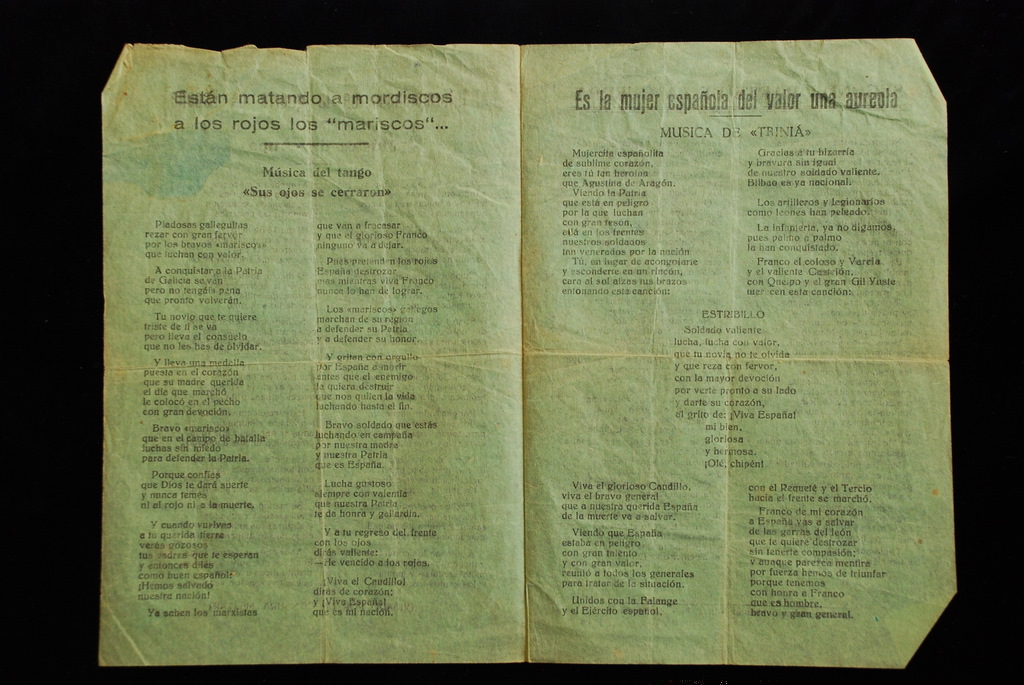 Están matando a mordiscos
a los rojos los "mariscos"...
Música del tango
«Sus ojos se cerraron»
Piadosas galleguitas
rezar con gran fervor
por los bravos «mariscos»
que luchan con valor.
A conquistar a la Patria
de Galicia se van
pero no tengáis pena
que pronto volverán.
Tu novio que te quiere
triste de ti se va
pero lleva el consuelo
que no les has de olvidar.
Y lleva una medalla
puesta en el corazón
que su madre querida
el día que marchó
le colocó en el pecho
con gran devoción.
Bravo «marisco»
que en el campo de batalla
luchas sin miedo
para defender la Patria.
Porque confías
que Dios te dará suerte
y nunca temes
ni al rojo ni a la muerte.
Y cuando vuelvas
a tu querida tierra
verás gozosos
tus padres que te esperan
y entonces dilés
como buen español:
¡Hemos salvado
nuestra nación!
Ya saben los marxistas
que van a fracasar
y que el glorioso Franco
ninguno va a dejar.
Pues pretenden los rojos
España destrozar
mas mientras viva Franco
nunca lo han de lograr.
Los «mariscos» gallegos
marchan de su región
a defender su Patria
y a defender su honor.
Y gritan con orgullo
por España a morir
antes que el enemigo
la quiera destruir
que nos quiten la vida
luchando hasta el fin.
Bravo soldado que estás
luchando en campaña
por nuestra madre
y nuestra Patria
que es España.
Lucha gustoso
siempre con valentía
que nuestra Patria
te da honra y gallardía.
Y a tu regreso del frente
con los ojos
dirás valiente:
—He vencido a los rojos.
¡Viva el Caudillo!
dirás de corazón:
y ¡Viva España!
que es mi nación.
Es la mujer española del valor una aureola
MUSICA DE «TRINIÁ»
Mujercita españolita
de sublime corazón,
eres tú tan heroína
que Agustina de Aragón.
Viendo la Patria
que está en peligro
por la que luchan
con gran tesón,
allá en los frentes
nuestros soldados
tan venerados por la nación
Tú, en lugar de acongojarte
y esconderte en un rincón,
cara al sol alzas tus brazos
entonando esta canción:
Gracias a tu bizarría
y bravura sin igual
de nuestro soldado valiente,
Bilbao es ya nacional.
Los artilleros y legionarios
como leones han peleado.
La infantería, ya no digamos,
pues palmo a palmo
la han conquistado.
Franco el coloso y Varela
y el valiente Castejón,
con Queipo y el gran Gil Yuste
merecen esta canción:
ESTRIBILLO
Soldado valiente
lucha, lucha con valor,
que tu novia no te olvida
y que reza con fervor,
con la mayor devoción
por verte pronto a su lado
y darte su corazón,
al grito de: ¡Viva España!
mi bien,
gloriosa
y hermosa.
¡Olé, chipén!
Viva el glorioso Caudillo,
viva el bravo general
que a nuestra querida España
de la muerte va a salvar.
Viendo que España
estaba en peligro
con gran talento
y con gran valor,
reunió a todos los generales
para tratar de la situación.
Unidos con la Falange
y el Ejército español.
con el Requeté y el Tercio
hacia el frente se marchó.
Franco de mi corazón
a España vas a salvar
de las garras del león
que te quiere destrozar
sin tenerte compasión;
Y aunque parezca mentira
por fuerza hemos de triunfar
porque tenemos
con honra a Franco
que es hombre,
bravo y gran general.